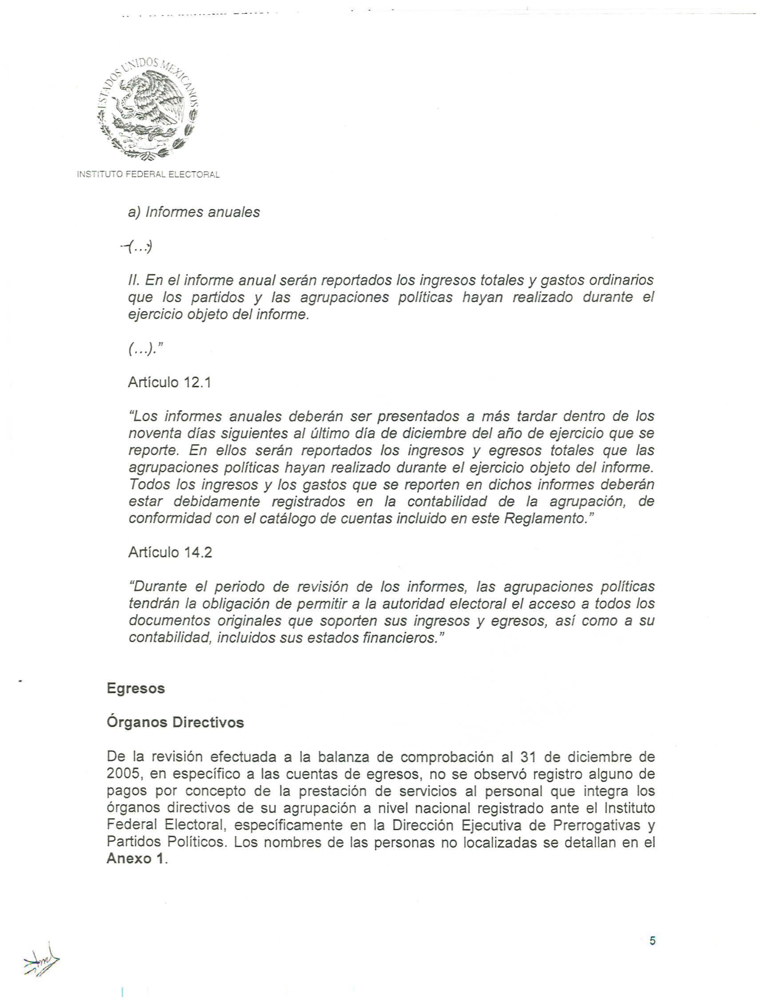 ESTADOS UNIDOS MEXICANOS
INSTITUTO FEDERAL ELECTORAL
a) Informes anuales
(...)
II. En el informe anual serán reportados los ingresos totales y gastos ordinarios
que los partidos y las agrupaciones políticas hayan realizado durante el
ejercicio objeto del informe.
(...)."
Artículo 12.1
“Los informes anuales deberán ser presentados a más tardar dentro de los
noventa días siguientes al último día de diciembre del año de ejercicio que se
reporte. En ellos serán reportados los ingresos y egresos totales que las
agrupaciones políticas hayan realizado durante el ejercicio objeto del informe.
Todos los ingresos y los gastos que se reporten en dichos informes deberán
estar debidamente registrados en la contabilidad de la agrupación, de
conformidad con el catálogo de cuentas incluido en este Reglamento.”
Artículo 14.2
“Durante el periodo de revisión de los informes, las agrupaciones políticas
tendrán la obligación de permitir a la autoridad electoral el acceso a todos los
documentos originales que soporten sus ingresos y egresos, así como a su
contabilidad, incluidos sus estados financieros.”
Egresos
Órganos Directivos
De la revisión efectuada a la balanza de comprobación al 31 de diciembre de
2005, en específico a las cuentas de egresos, no se observó registro alguno de
pagos por concepto de la prestación de servicios al personal que integra los
órganos directivos de su agrupación a nivel nacional registrado ante el Instituto
Federal Electoral, específicamente en la Dirección Ejecutiva de Prerrogativas y
Partidos Políticos. Los nombres de las personas no localizadas se detallan en el
Anexo 1.
5